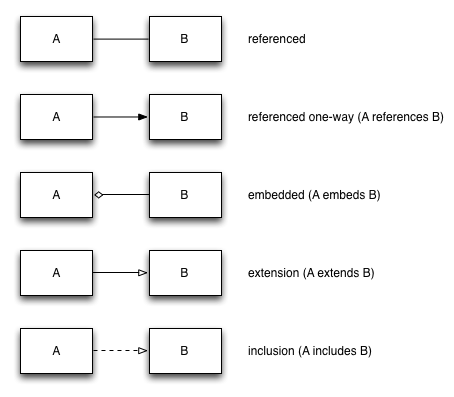 A B referenced
A B referenced one-way (A references B)
A B embedded (A embeds B)
A B extension (A extends B)
A B inclusion (A includes B)